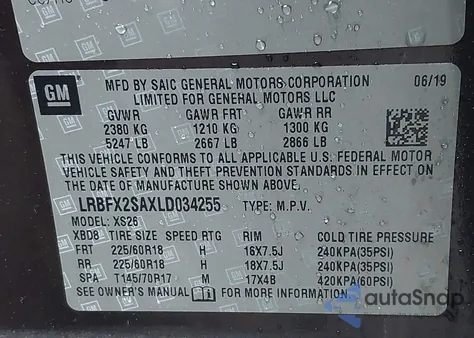 GM
MFD BY SAIC GENERAL MOTORS CORPORATION 06/19
LIMITED FOR GENERAL MOTORS LLC
GVWR GAWR FRT GAWR RR
2380 KG 1210 KG 1300 KG
5247 LB 2667 LB 2866 LB
THIS VEHICLE CONFORMS TO ALL APPLICABLE U.S. FEDERAL MOTOR
VEHICLE SAFETY AND THEFT PREVENTION STANDARDS IN EFFECT ON
THE DATE OF MANUFACTURE SHOWN ABOVE.
LRBFX2SAXLD034255 TYPE: M.P.V.
MODEL: XS26
XBDB TIRE SIZE SPEED RTG RIM COLD TIRE PRESSURE
FRT 225/60R18 H 18X7.5J 240KPA(35PSI)
RR 225/60R18 H 18X7.5J 240KPA(35PSI)
SP T145/70R17 M 17X4B 420KPA(60PSI)
SEE OWNER'S MANUAL FOR MORE INFORMATION.
autaSnap